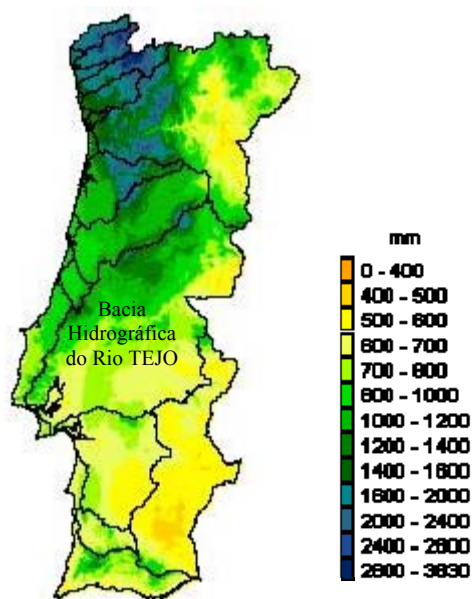 mm
0 - 400
400 - 500
500 - 600
600 - 700
700 - 800
800 - 1000
1000 - 1200
1200 - 1400
1400 - 1600
1600 - 2000
2000 - 2400
2400 - 2800
2800 - 3830
Bacia
Hidrográfica
do Rio TEJO